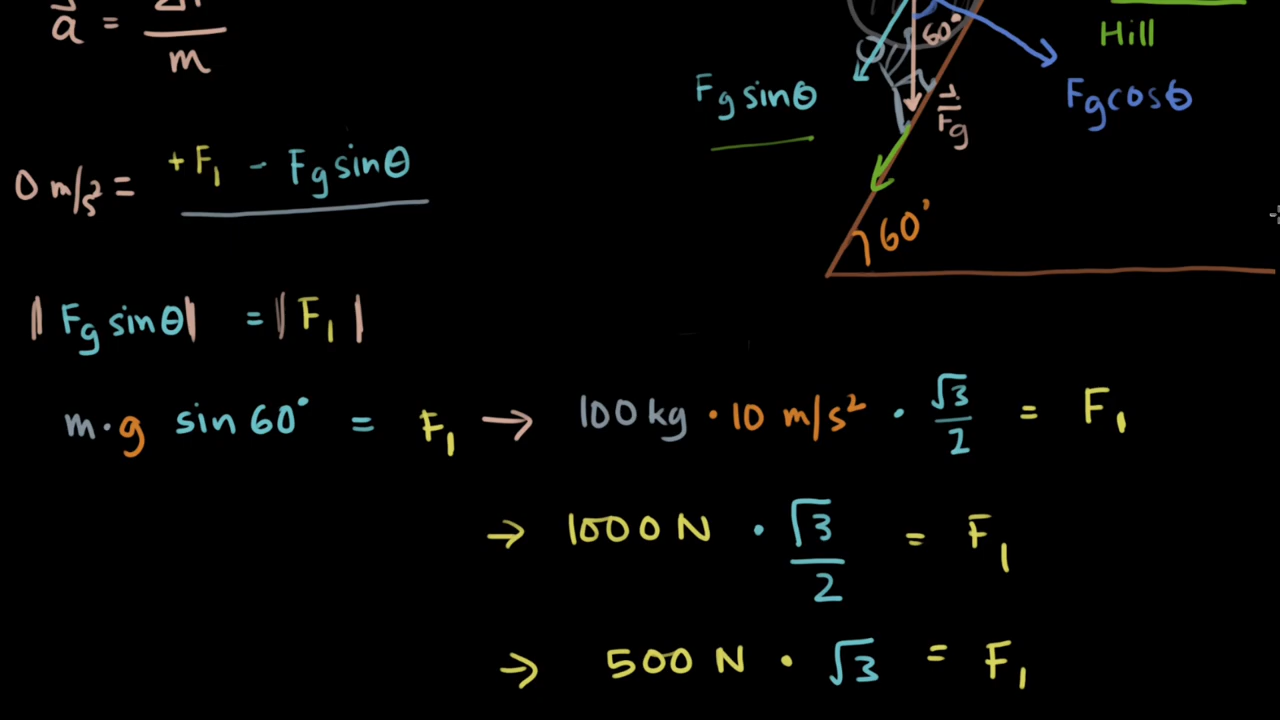 a = ΔF / m
60°
Hill
Fg sinθ
Fg
Fg cosθ
0 m/s² = +F₁ - Fg sinθ
60°
|Fg sinθ| = |F₁|
m·g sin 60° = F₁ → 100 kg · 10 m/s² · √3/2 = F₁
→ 1000 N · √3/2 = F₁
→ 500 N · √3 = F₁